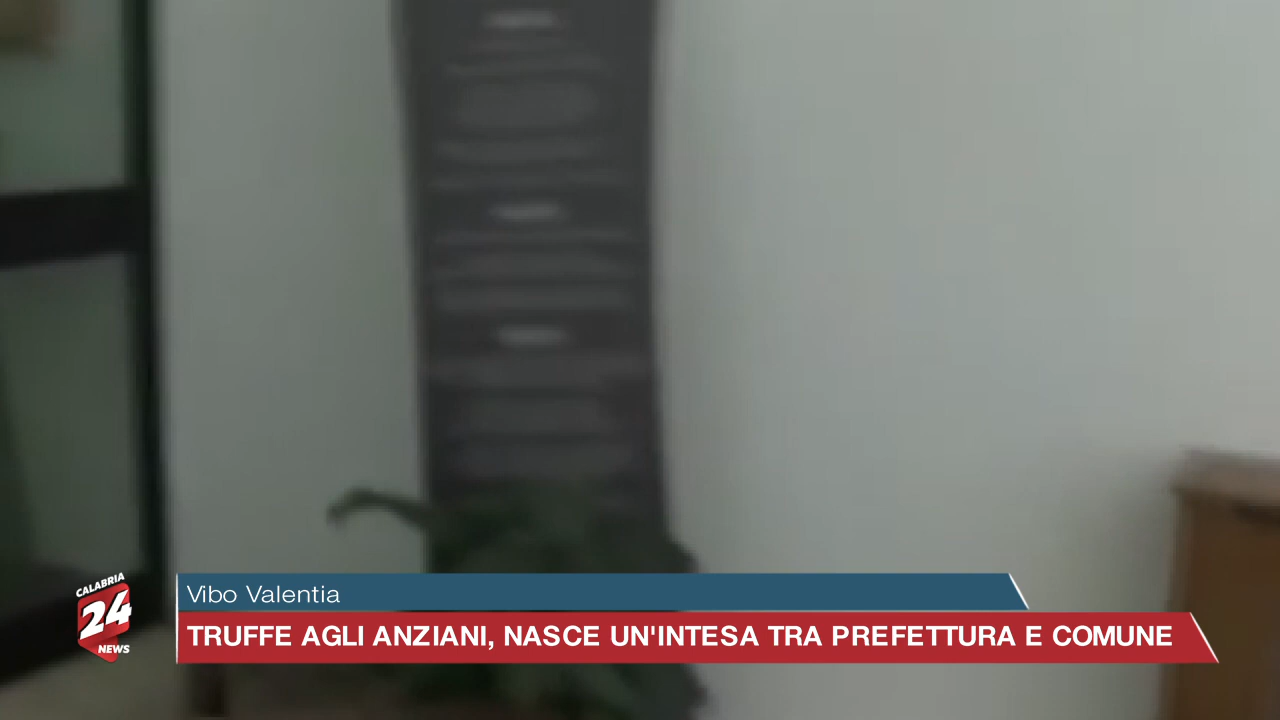 Vibo Valentia
CALABRIA
24
NEWS
TRUFFE AGLI ANZIANI, NASCE UN'INTESA TRA PREFETTURA E COMUNE